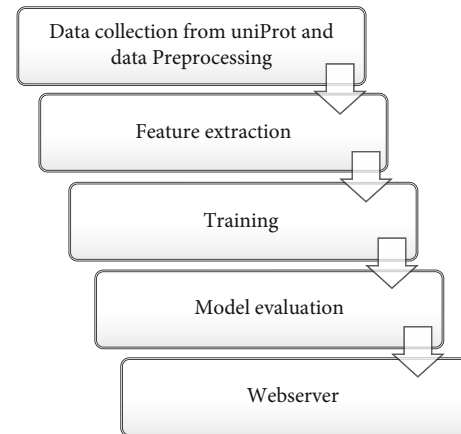 Data collection from uniProt and
data Preprocessing
Feature extraction
Training
Model evaluation
Webserver